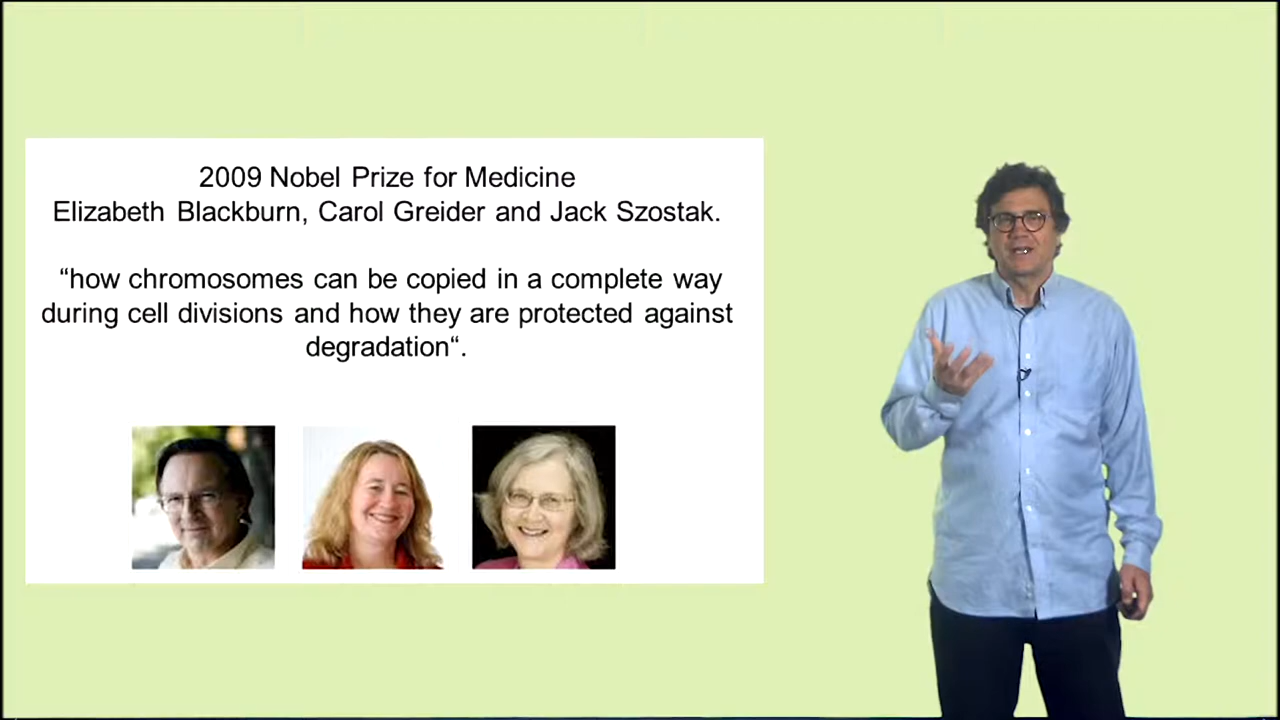 2009 Nobel Prize for Medicine
Elizabeth Blackburn, Carol Greider and Jack Szostak.
“how chromosomes can be copied in a complete way
during cell divisions and how they are protected against
degradation“.